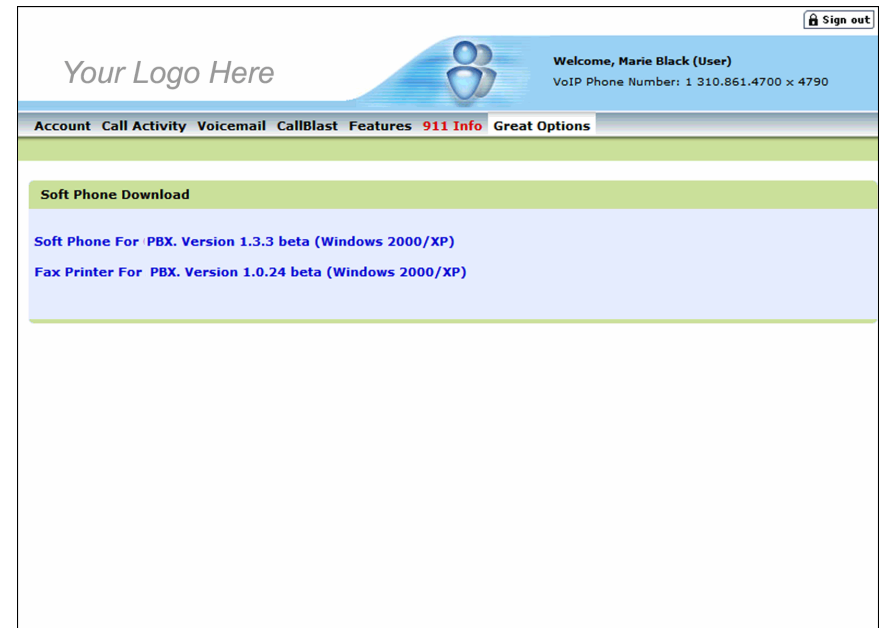 Sign out
Your Logo Here
Welcome, Marie Black (User)
VoIP Phone Number: 1 310.861.4700 x 4790
Account Call Activity Voicemail CallBlast Features 911 Info Great Options
Soft Phone Download
Soft Phone For PBX. Version 1.3.3 beta (Windows 2000/XP)
Fax Printer For PBX. Version 1.0.24 beta (Windows 2000/XP)